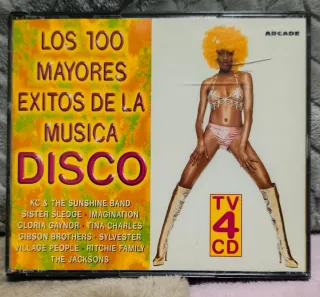 LOS 100
MAYORES
EXITOS DE LA
MUSICA
DISCO
KC & THE SUNSHINE BAND
SISTER SLEDGE · IMAGINATION
GLORIA GAYNOR · TINA CHARLES
GIBSON BROTHERS · SYLVESTER
VILLAGE PEOPLE · RITCHIE FAMILY
THE JACKSONS
ARCADE
TV
4
CD